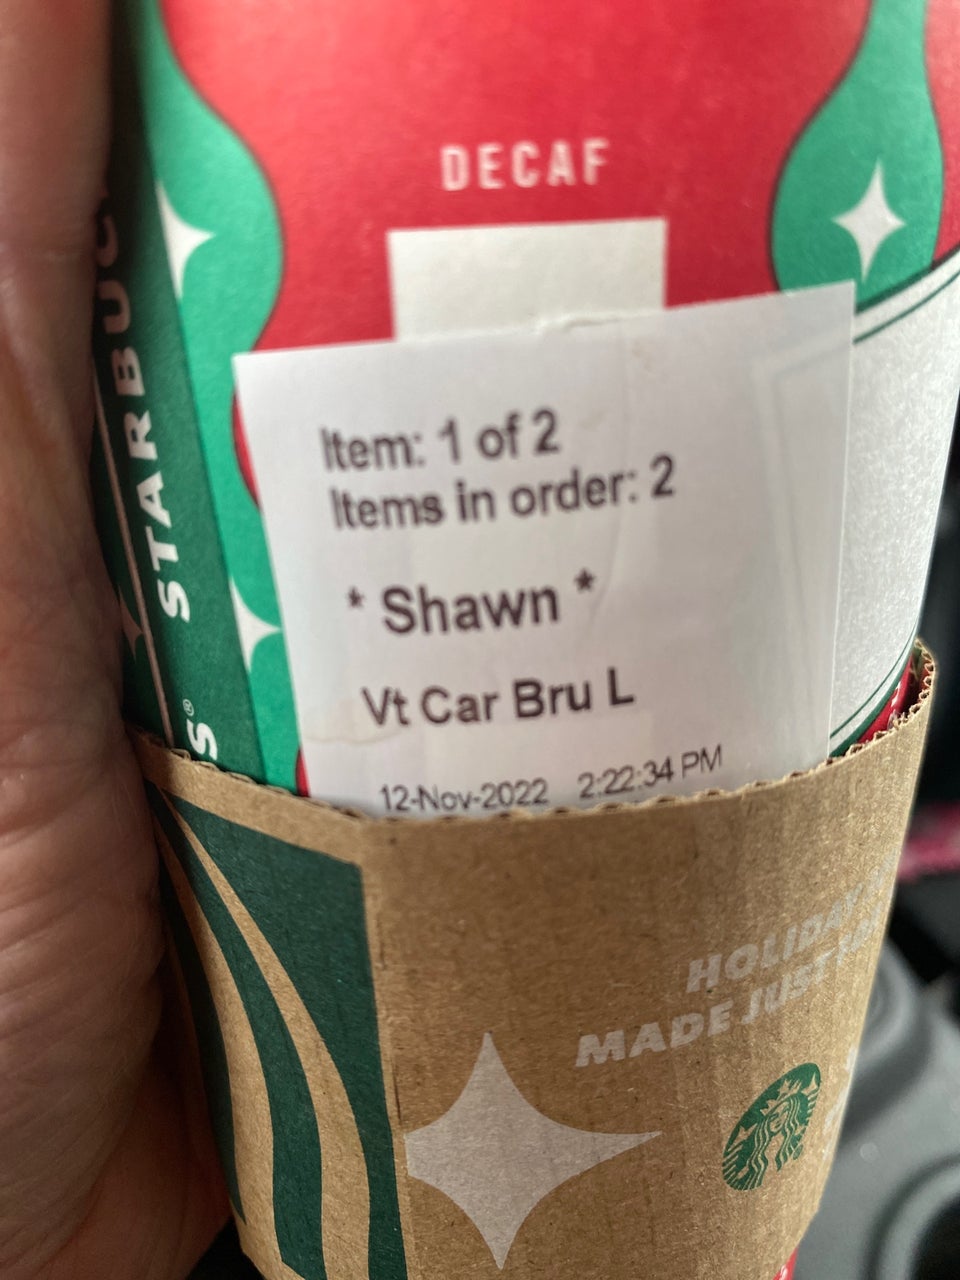 DECAF
STARBUC
S®
Item: 1 of 2
Items in order: 2
* Shawn *
Vt Car Bru L
12-Nov-2022 2:22:34 PM
HOLIDAY
MADE JUST